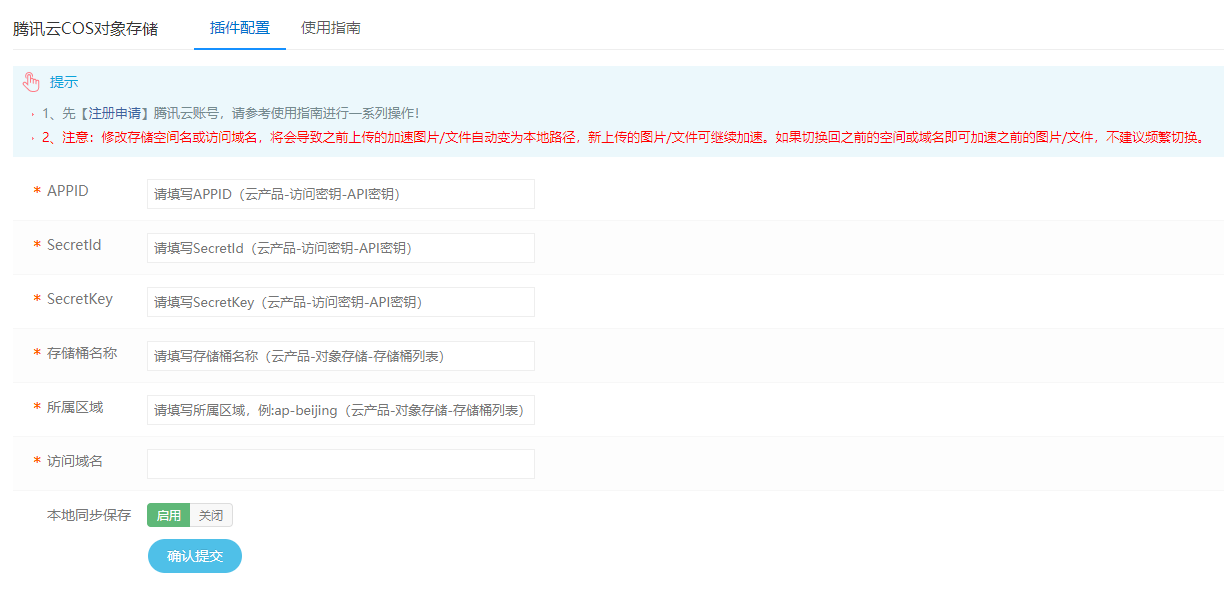 腾讯云COS对象存储 插件配置 使用指南
提示
1、先【注册申请】腾讯云账号，请参考使用指南进行一系列操作！
2、注意：修改存储空间名或访问域名，将会导致之前上传的加速图片/文件自动变为本地路径，新上传的图片/文件可继续加速。如果切换回之前的空间或域名即可加速之前的图片/文件，不建议频繁切换。
* APPID 请填写APPID（云产品-访问密钥-API密钥）
* SecretId 请填写SecretId（云产品-访问密钥-API密钥）
* SecretKey 请填写SecretKey（云产品-访问密钥-API密钥）
* 存储桶名称 请填写存储桶名称（云产品-对象存储-存储桶列表）
* 所属区域 请填写所属区域，例:ap-beijing（云产品-对象存储-存储桶列表）
* 访问域名
本地同步保存 启用 关闭
确认提交